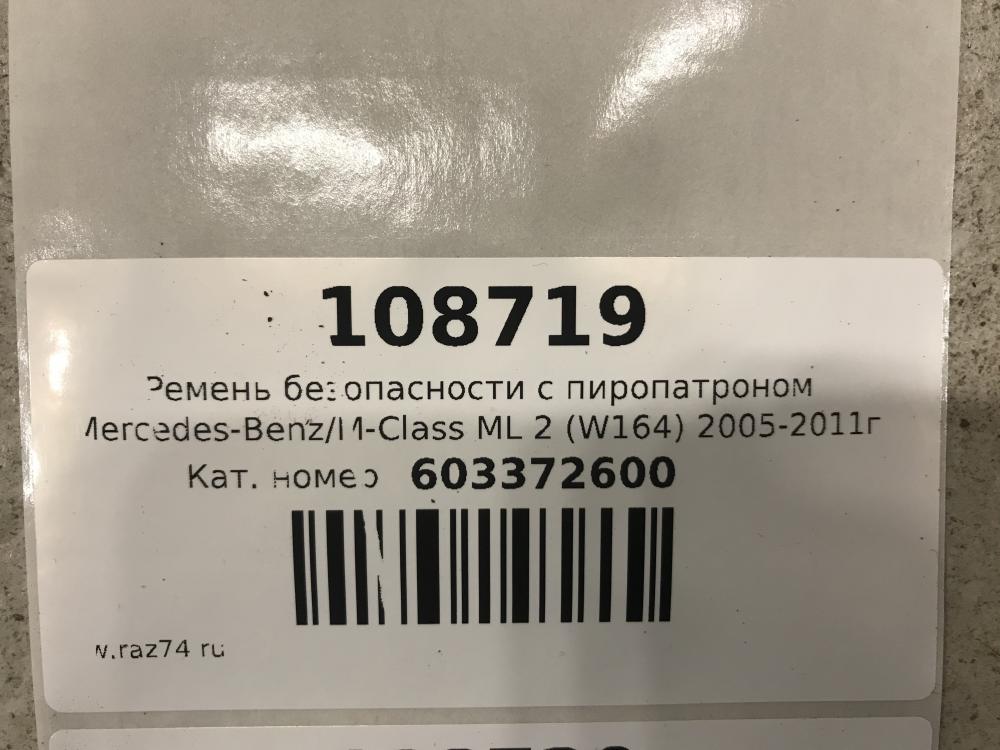 108719
Ремень безопасности с пиропатроном
Mercedes-Benz/M-Class ML 2 (W164) 2005-2011г
Кат. номер 603372600
w.raz74 ru